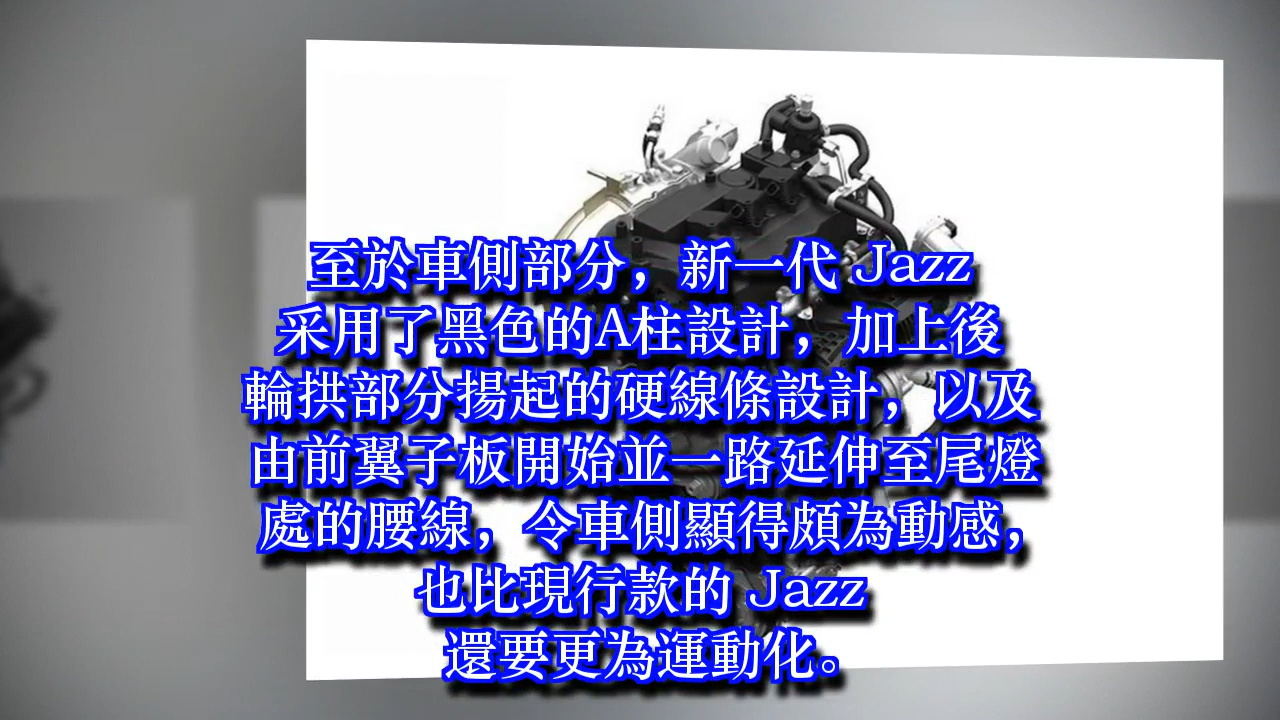 至於車側部分，新一代 Jazz
采用了黑色的A柱設計，加上後
輪拱部分揚起的硬線條設計，以及
由前翼子板開始並一路延伸至尾燈
處的腰線，令車側顯得頗為動感，
也比現行款的 Jazz
還要更為運動化。